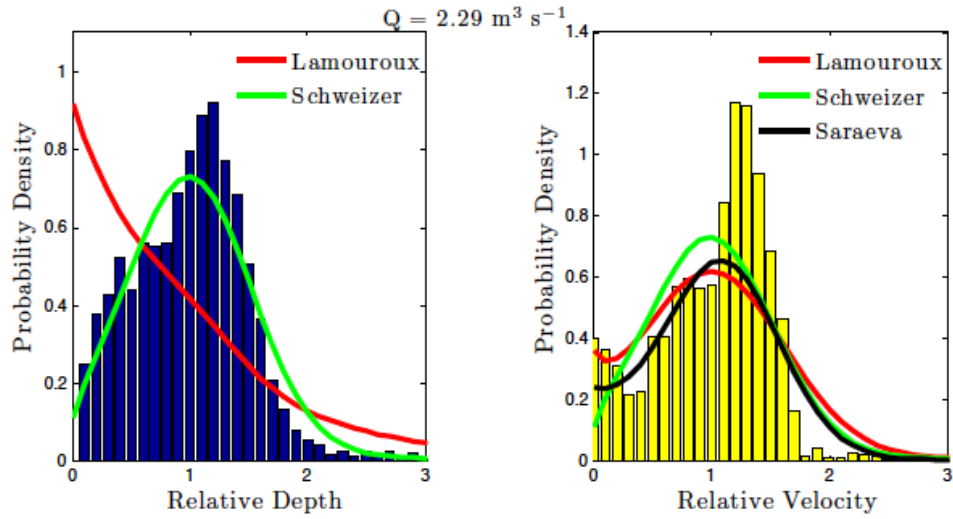 Q = 2.29 m³ s⁻¹
Probability Density
1
0.8
0.6
0.4
0.2
0
Lamouroux
Schweizer
0
1
2
3
Relative Depth
Probability Density
1.4
1.2
1
0.8
0.6
0.4
0.2
0
Lamouroux
Schweizer
Saraeva
0
1
2
3
Relative Velocity